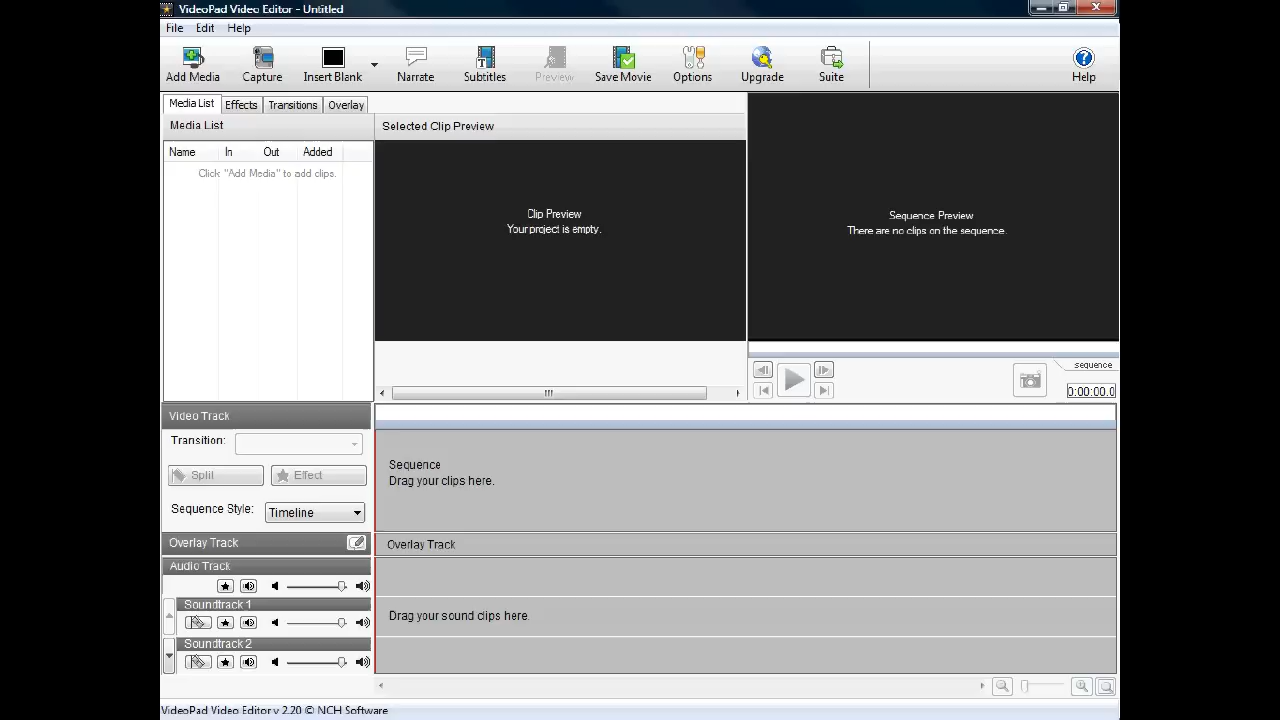 VideoPad Video Editor - Untitled
File Edit Help
Add Media Capture Insert Blank Narrate Subtitles Preview Save Movie Options Upgrade Suite Help
Media List Effects Transitions Overlay
Media List
Selected Clip Preview
Name In Out Added
Click "Add Media" to add clips.
Clip Preview
Your project is empty.
Sequence Preview
There are no clips on the sequence.
sequence
0:00:00.0
Video Track
Transition:
Split Effect
Sequence Style: Timeline
Sequence
Drag your clips here.
Overlay Track
Overlay Track
Audio Track
Soundtrack 1
Drag your sound clips here.
Soundtrack 2
VideoPad Video Editor v 2.20 © NCH Software